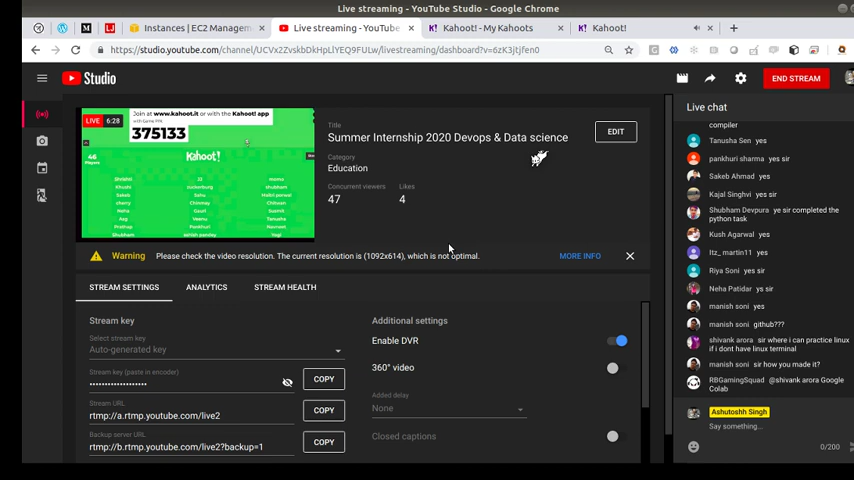 Live streaming - YouTube Studio - Google Chrome
Instances | EC2 Managem
Live streaming - YouTube
Kahoot! - My Kahoots
Kahoot!
https://studio.youtube.com/channel/UCVx2ZvskbDkHpLlYEQ9FULw/livestreaming/dashboard?v=6zK3jtjfen0
Studio
END STREAM
LIVE
6:28
Join at www.kahoot.it or with the Kahoot! app
with Game PIN:
375133
46
Players
Kahoot!
Title
Summer Internship 2020 Devops & Data science
EDIT
Category
Education
Concurrent viewers
Likes
47
4
Warning
Please check the video resolution. The current resolution is (1092x614), which is not optimal.
MORE INFO
STREAM SETTINGS
ANALYTICS
STREAM HEALTH
Stream key
Select stream key
Auto-generated key
Stream key (paste in encoder)
COPY
Stream URL
rtmp://a.rtmp.youtube.com/live2
COPY
Backup server URL
rtmp://b.rtmp.youtube.com/live2?backup=1
COPY
Additional settings
Enable DVR
360° video
Added delay
None
Closed captions
Live chat
compiler
Tanusha Sen yes
pankhuri sharma yes sir
Sakeb Ahmad yes
Kajal Singhvi yes sir
Shubham Devpura ye sir completed the
python task
Kush Agarwal yes
Itz_ martin11 yes
Riya Soni yes sir
Neha Patidar ys sir
manish soni yes
manish soni github???
shivank arora sir where i can practice linux
if i dont have linux terminal
manish soni sir how you made it?
RBGamingSquad @shivank arora Google
Colab
Ashutoshh Singh
Say something...
0/200